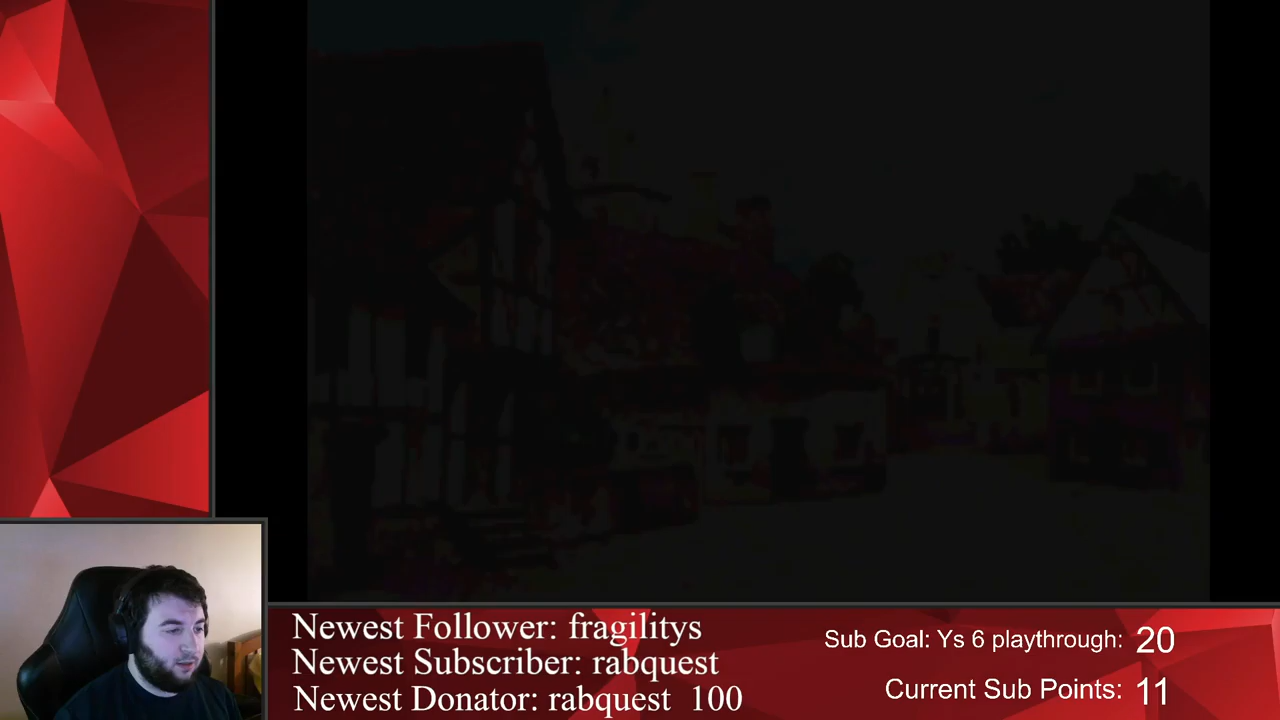 Newest Follower: fragilitys
Newest Subscriber: rabquest
Newest Donator: rabquest 100
Sub Goal: Ys 6 playthrough: 20
Current Sub Points: 11